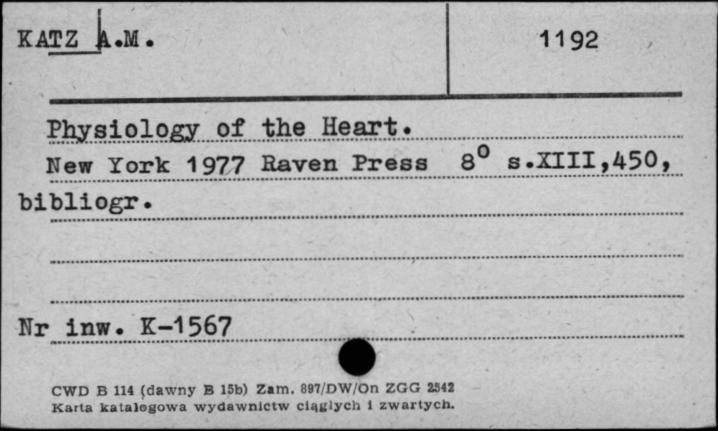 KATZ A.M. 1192
Physiology of the Heart.
New York 1977 Raven Press 8⁰ s.XIII,450,
bibliogr.
Nr inw. K-1567
CWD B 114 (dawny B 15b) Zam. 897/DW/On ZGG 2542
Karta katalogowa wydawnictw ciągłych i zwartych.